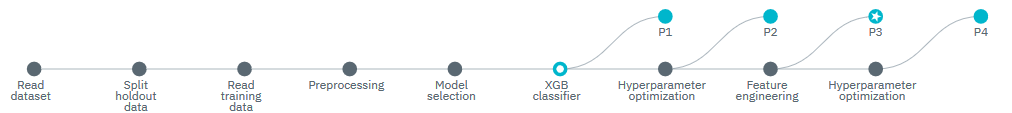 P1
P2
P3
P4
Read
dataset
Split
holdout
data
Read
training
data
Preprocessing
Model
selection
XGB
classifier
Hyperparameter
optimization
Feature
engineering
Hyperparameter
optimization